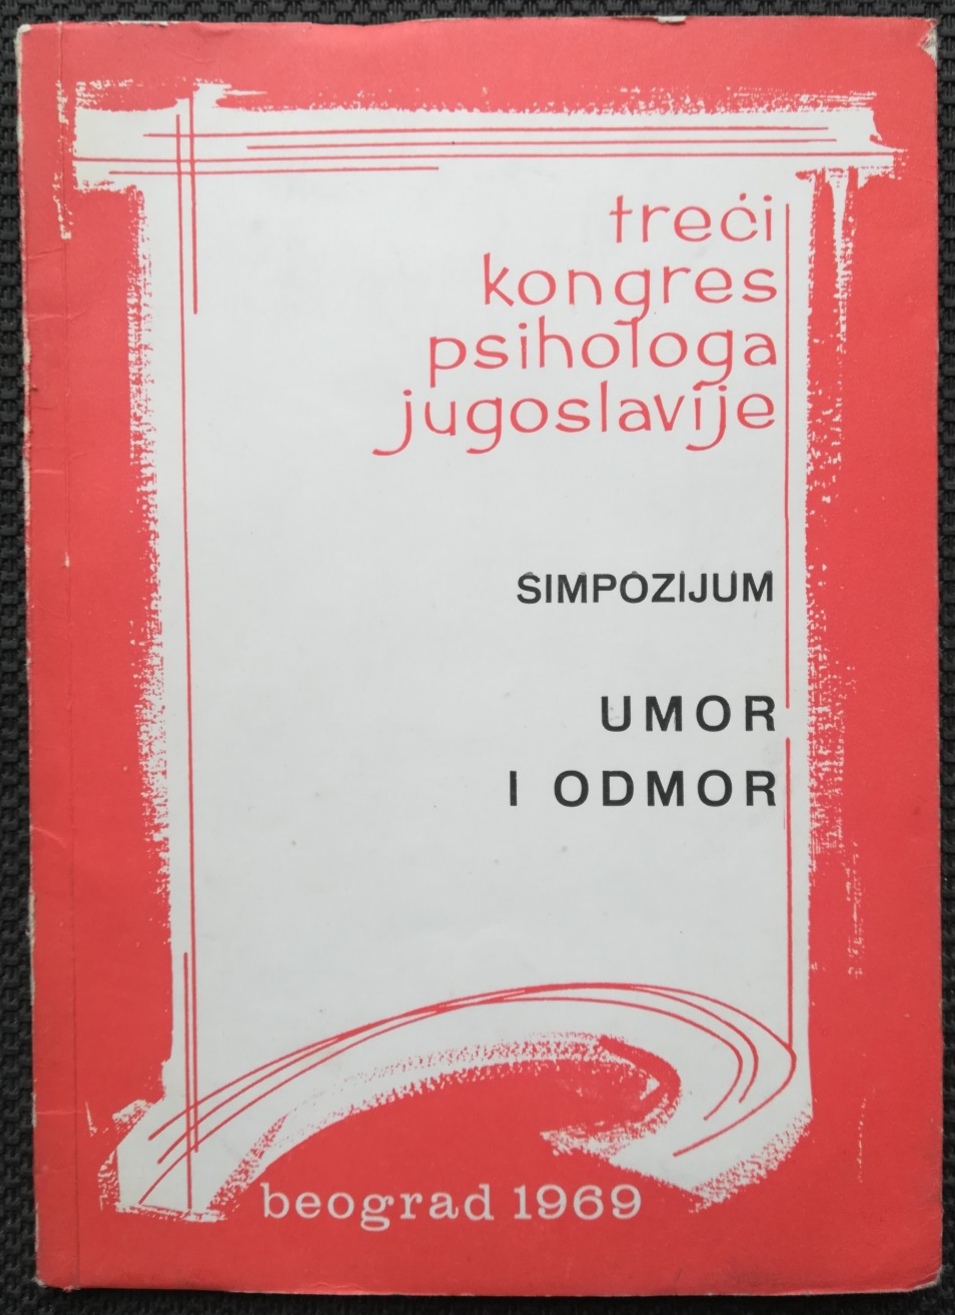 treći
kongres
psihologa
jugoslavije
SIMPOZIJUM
UMOR
I ODMOR
beograd 1969